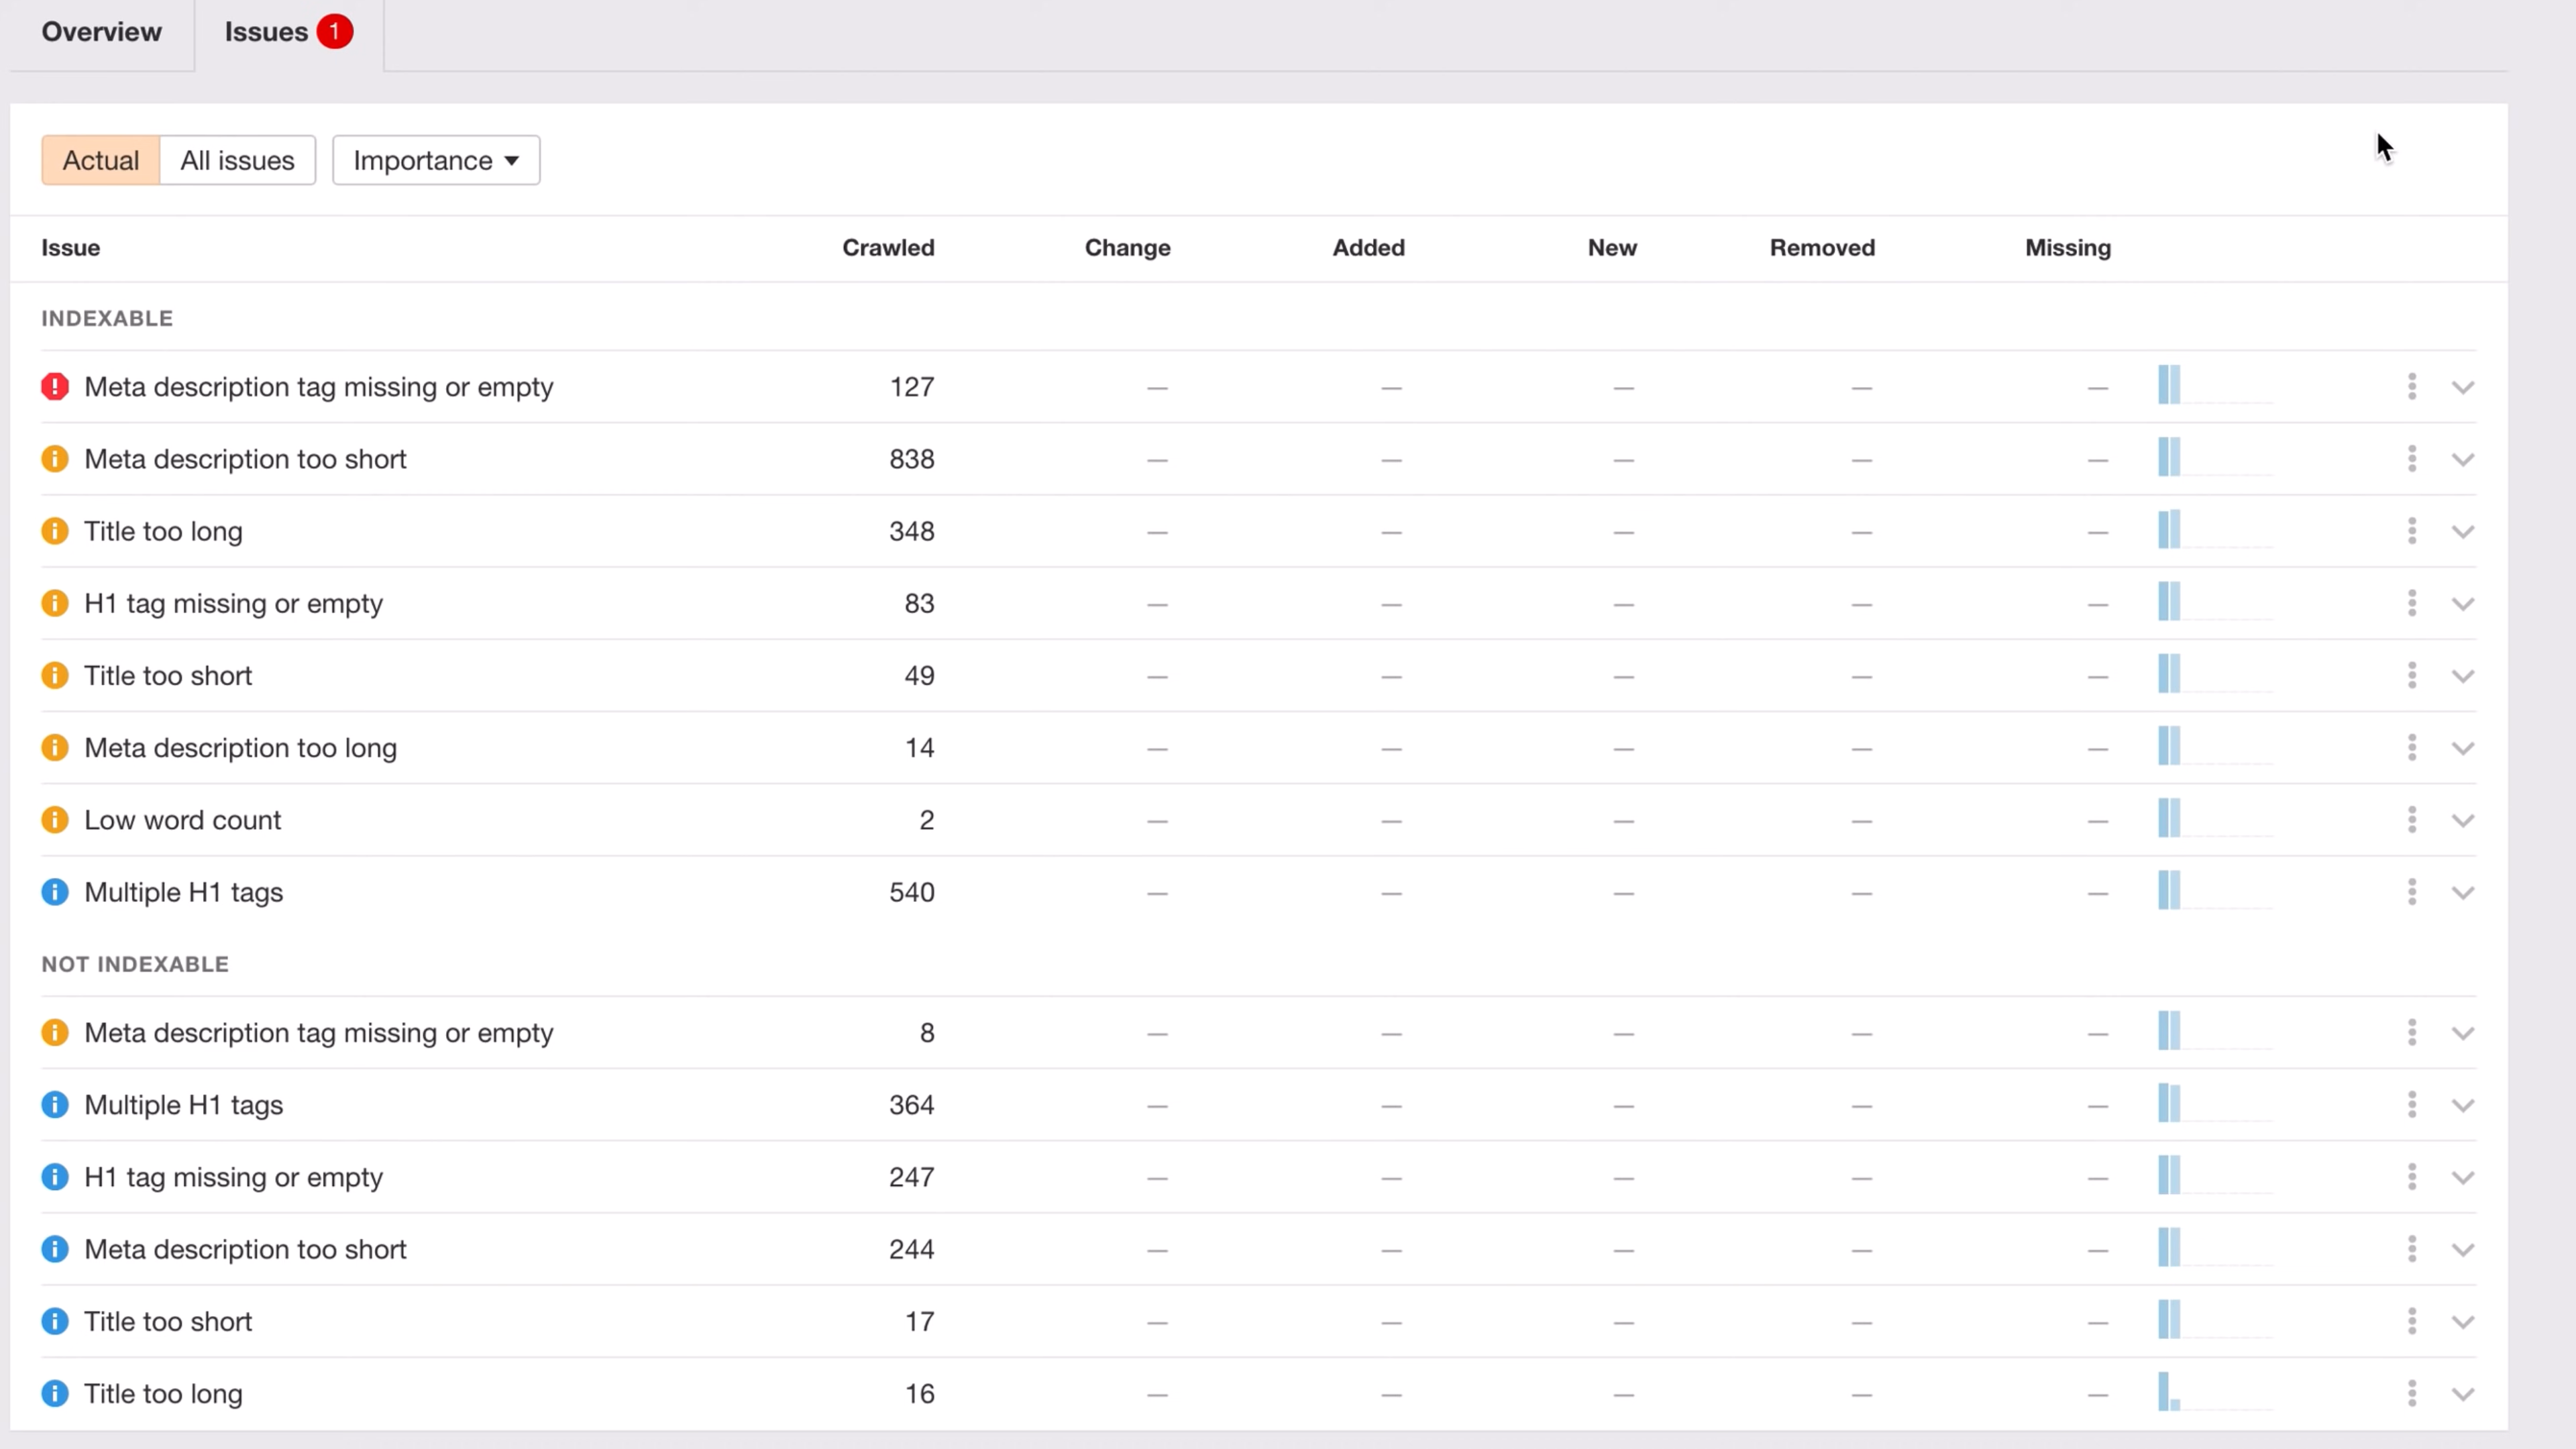 Overview Issues 1
Actual All issues Importance
Issue Crawled Change Added New Removed Missing
INDEXABLE
Meta description tag missing or empty 127 — — — — —
Meta description too short 838 — — — — —
Title too long 348 — — — — —
H1 tag missing or empty 83 — — — — —
Title too short 49 — — — — —
Meta description too long 14 — — — — —
Low word count 2 — — — — —
Multiple H1 tags 540 — — — — —
NOT INDEXABLE
Meta description tag missing or empty 8 — — — — —
Multiple H1 tags 364 — — — — —
H1 tag missing or empty 247 — — — — —
Meta description too short 244 — — — — —
Title too short 17 — — — — —
Title too long 16 — — — — —